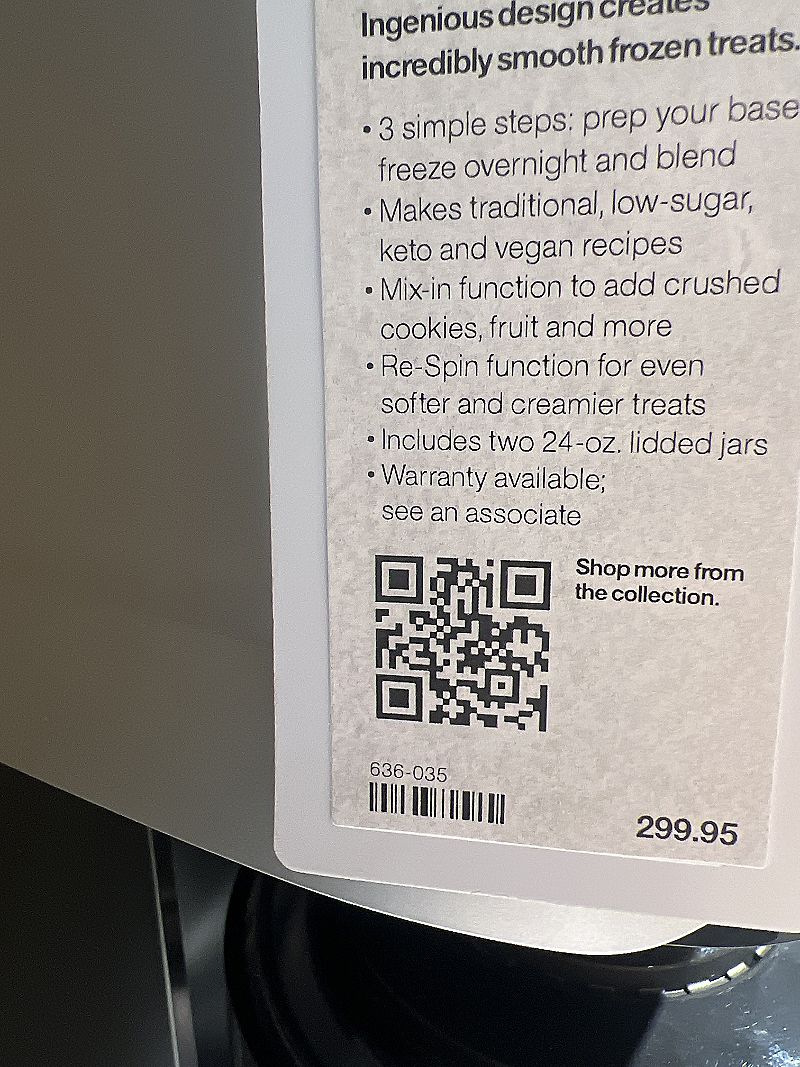 Ingenious design creates
incredibly smooth frozen treats.
• 3 simple steps: prep your base
freeze overnight and blend
• Makes traditional, low-sugar,
keto and vegan recipes
• Mix-in function to add crushed
cookies, fruit and more
• Re-Spin function for even
softer and creamier treats
• Includes two 24-oz. lidded jars
• Warranty available;
see an associate
Shop more from
the collection.
636-035
299.95